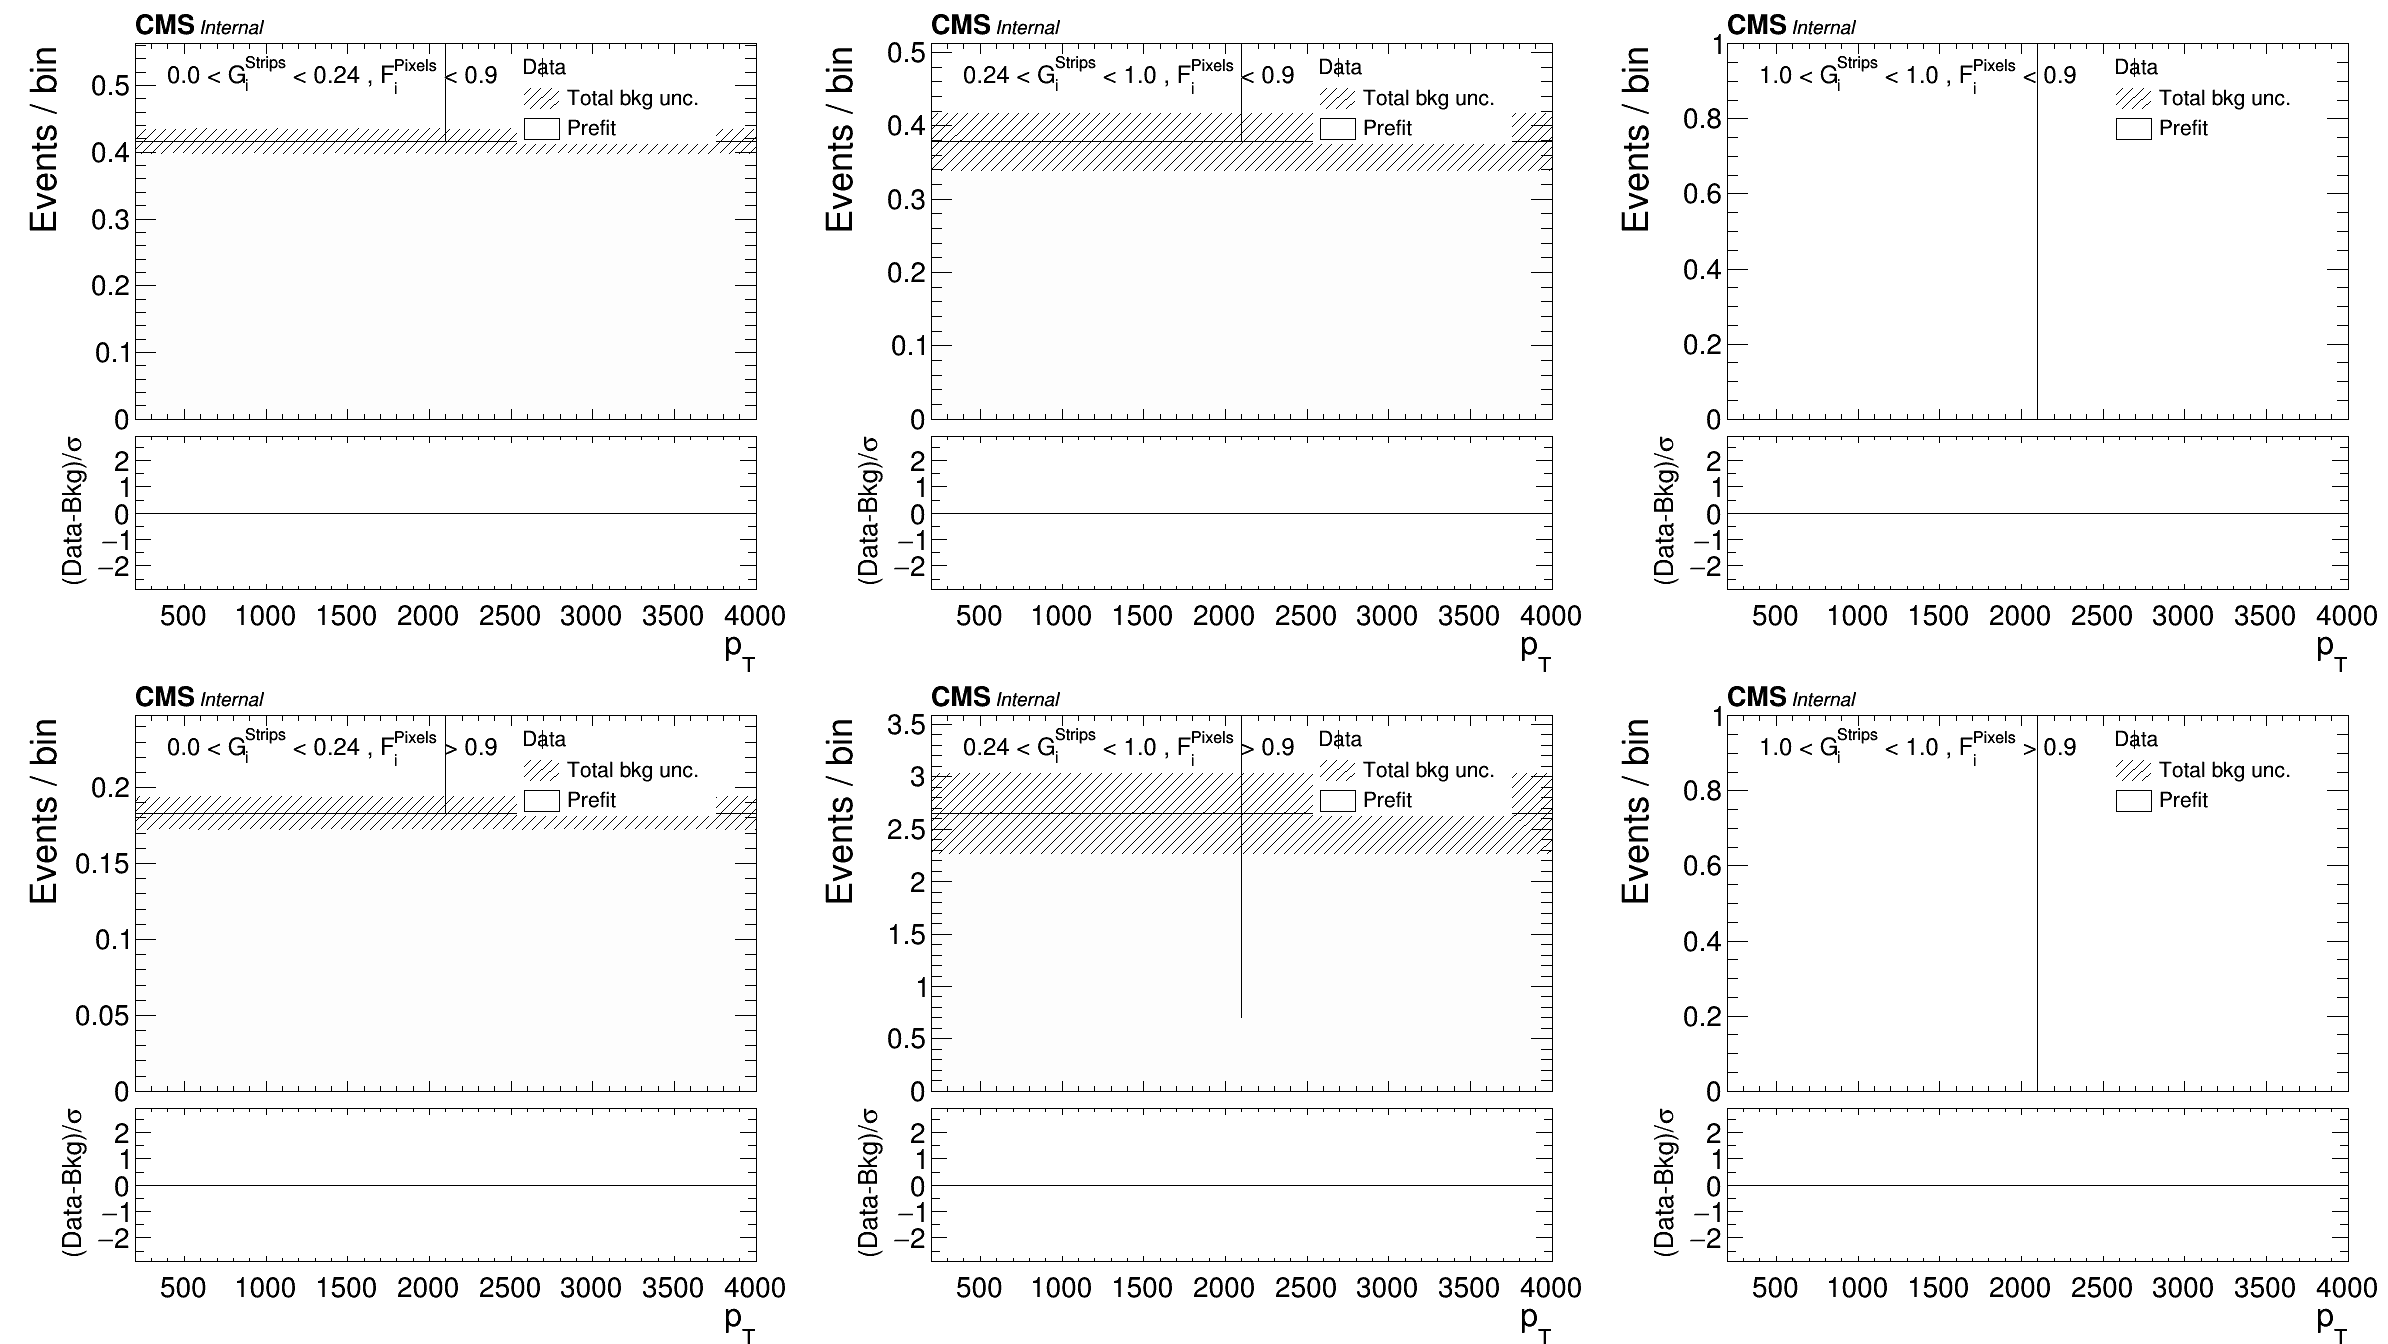 CMS Internal
Events / bin
0.0 < G_i^Strips < 0.24 , F_i^Pixels < 0.9
Data
Total bkg unc.
Prefit
0.5
0.4
0.3
0.2
0.1
0
(Data-Bkg)/σ
2
1
0
−1
−2
500 1000 1500 2000 2500 3000 3500 4000
p_T
CMS Internal
Events / bin
0.24 < G_i^Strips < 1.0 , F_i^Pixels < 0.9
Data
Total bkg unc.
Prefit
0.5
0.4
0.3
0.2
0.1
0
(Data-Bkg)/σ
2
1
0
−1
−2
500 1000 1500 2000 2500 3000 3500 4000
p_T
CMS Internal
Events / bin
1.0 < G_i^Strips < 1.0 , F_i^Pixels < 0.9
Data
Total bkg unc.
Prefit
1
0.8
0.6
0.4
0.2
0
(Data-Bkg)/σ
2
1
0
−1
−2
500 1000 1500 2000 2500 3000 3500 4000
p_T
CMS Internal
Events / bin
0.0 < G_i^Strips < 0.24 , F_i^Pixels > 0.9
Data
Total bkg unc.
Prefit
0.2
0.15
0.1
0.05
0
(Data-Bkg)/σ
2
1
0
−1
−2
500 1000 1500 2000 2500 3000 3500 4000
p_T
CMS Internal
Events / bin
0.24 < G_i^Strips < 1.0 , F_i^Pixels > 0.9
Data
Total bkg unc.
Prefit
3.5
3
2.5
2
1.5
1
0.5
0
(Data-Bkg)/σ
2
1
0
−1
−2
500 1000 1500 2000 2500 3000 3500 4000
p_T
CMS Internal
Events / bin
1.0 < G_i^Strips < 1.0 , F_i^Pixels > 0.9
Data
Total bkg unc.
Prefit
1
0.8
0.6
0.4
0.2
0
(Data-Bkg)/σ
2
1
0
−1
−2
500 1000 1500 2000 2500 3000 3500 4000
p_T